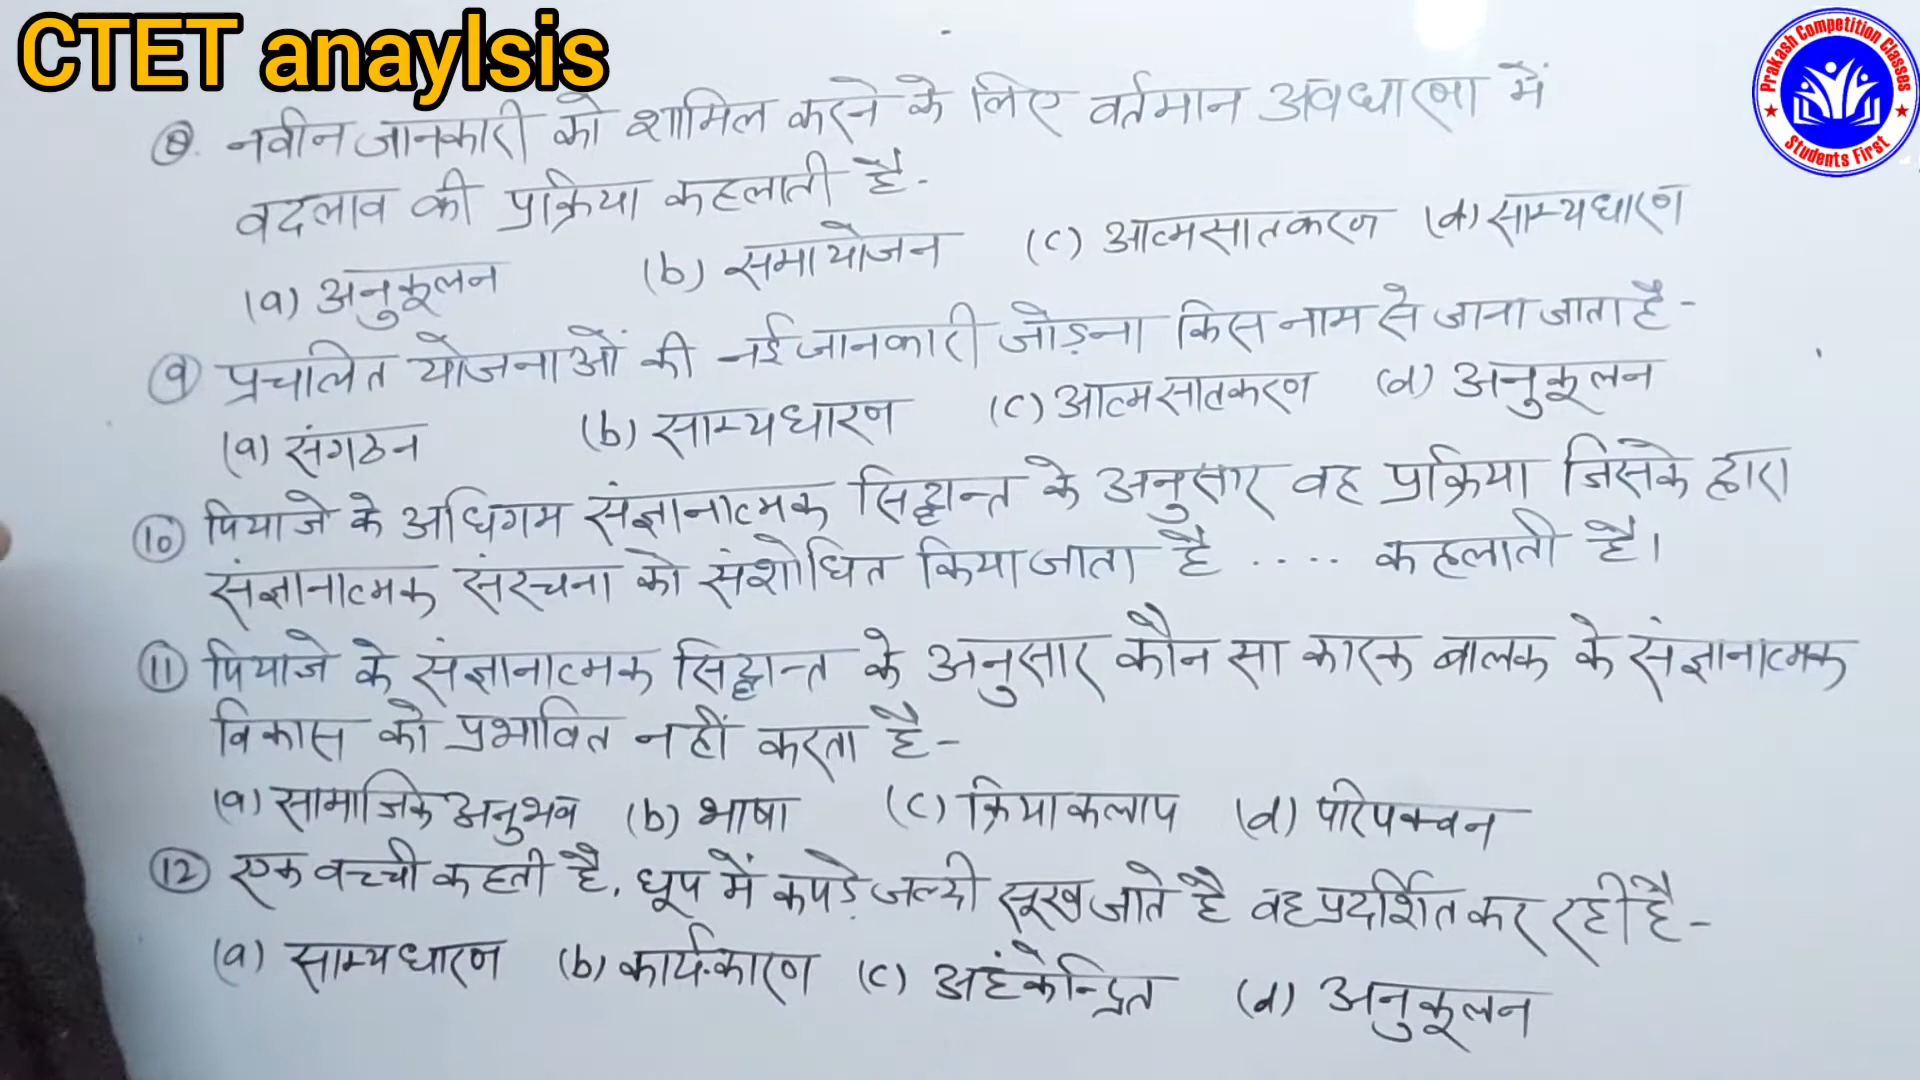 CTET anaylsis
Prakash Competition Classes
Students First
⑧. नवीन जानकारी को शामिल करने के लिए वर्तमान अवधारणा में
बदलाव की प्रक्रिया कहलाती है-
(a) अनुकूलन (b) समायोजन (c) आत्मसातकरण (d) साम्यधारण
⑨ प्रचालित योजनाओं की नई जानकारी जोड़ना किस नाम से जाना जाता है-
(a) संगठन (b) साम्यधारण (c) आत्मसातकरण (d) अनुकूलन
⑩ पियाजे के अधिगम संज्ञानात्मक सिद्धान्त के अनुसार वह प्रक्रिया जिसके द्वारा
संज्ञानात्मक संरचना को संशोधित किया जाता है .... कहलाती है।
⑪ पियाजे के संज्ञानात्मक सिद्धान्त के अनुसार कौन सा कारक बालक के संज्ञानात्मक
विकास को प्रभावित नहीं करता है-
(a) सामाजिक अनुभव (b) भाषा (c) क्रियाकलाप (d) परिपक्वन
⑫ एक बच्ची कहती है, धूप में कपड़े जल्दी सूख जाते है वह प्रदर्शित कर रही है-
(a) साम्यधारण (b) कार्य-कारण (c) अहंकेन्द्रित (d) अनुकूलन